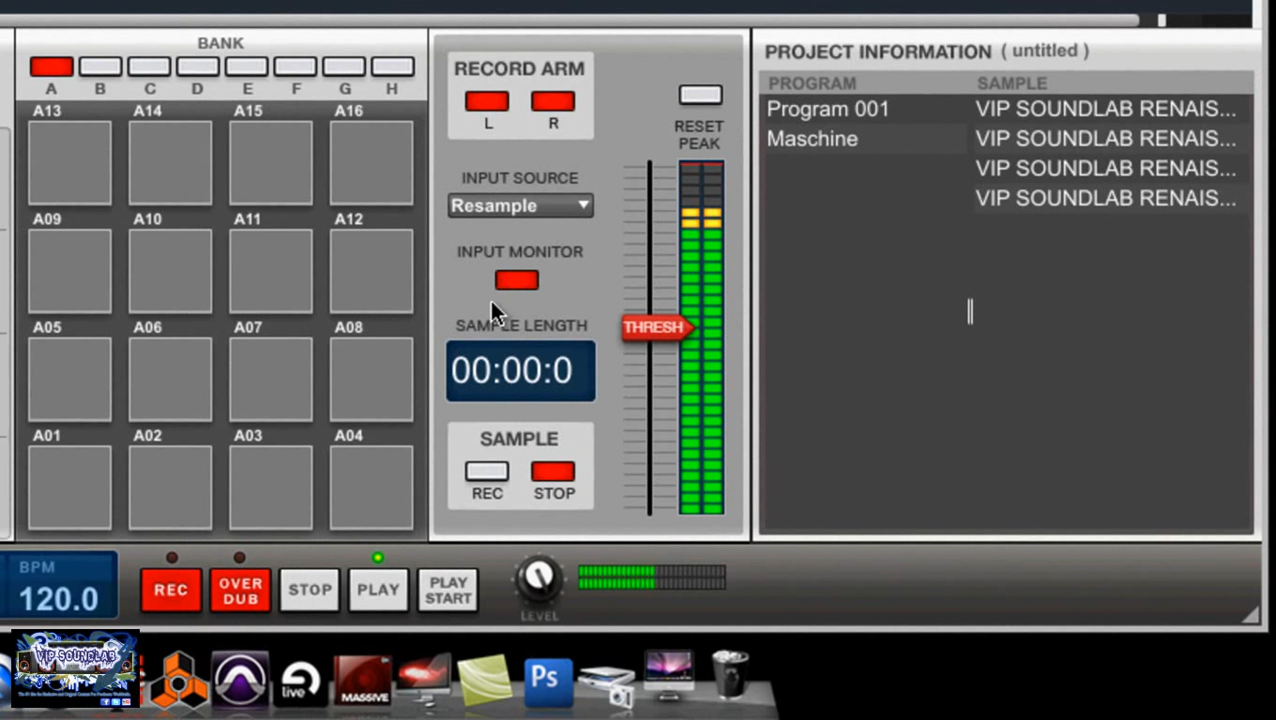 BANK
A B C D E F G H
A13 A14 A15 A16
A09 A10 A11 A12
A05 A06 A07 A08
A01 A02 A03 A04
RECORD ARM
L R
INPUT SOURCE
Resample
INPUT MONITOR
SAMPLE LENGTH
00:00:0
SAMPLE
REC STOP
RESET
PEAK
THRESH
PROJECT INFORMATION ( untitled )
PROGRAM SAMPLE
Program 001 VIP SOUNDLAB RENAIS...
Maschine VIP SOUNDLAB RENAIS...
VIP SOUNDLAB RENAIS...
VIP SOUNDLAB RENAIS...
BPM
120.0
REC
OVER
DUB
STOP
PLAY
PLAY
START
LEVEL
VIP SOUNDLAB
live
MASSIVE
Ps